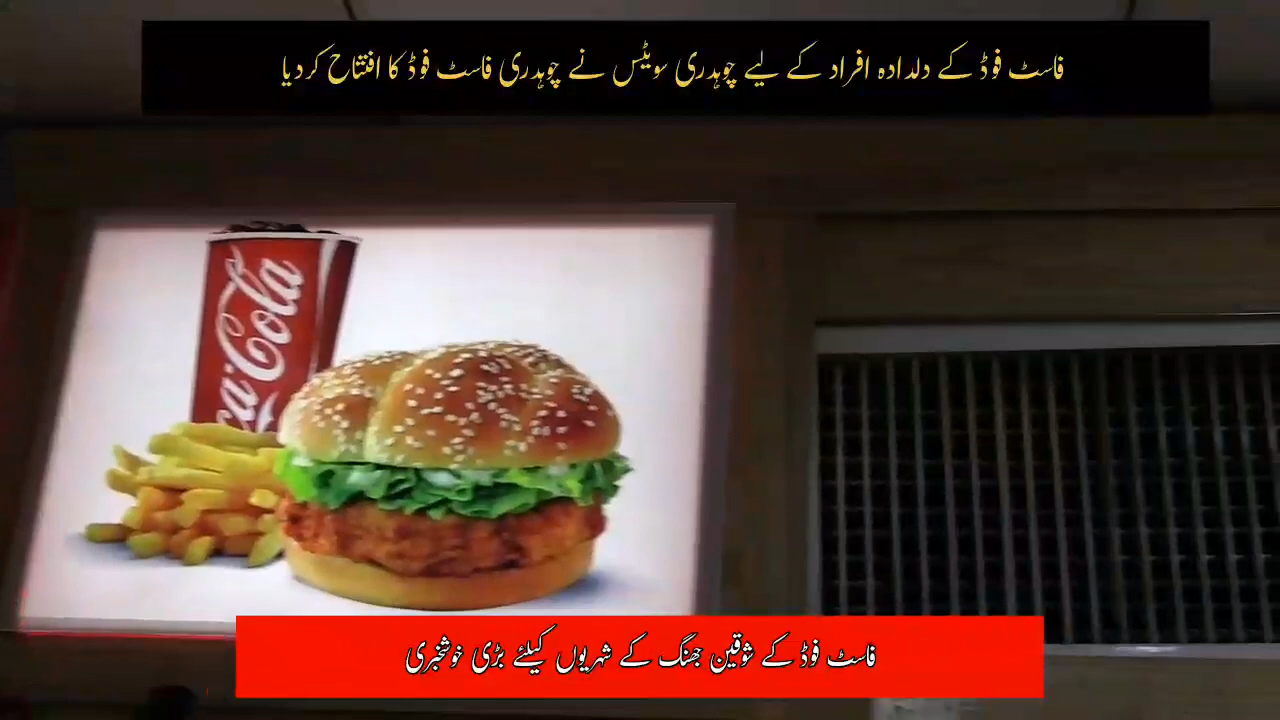 فاسٹ فوڈ کے دلدادہ افراد کے لیے چوہدری سویٹس نے چوہدری فاسٹ فوڈ کا افتتاح کردیا
ca-Cola
فاسٹ فوڈ کے شوقین جھنگ کے شہریوں کیلئے بڑی خوشخبری